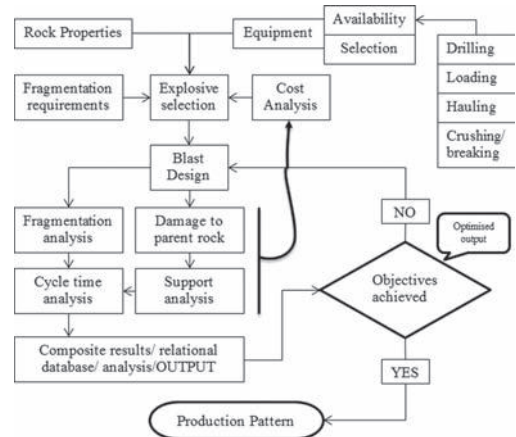 Rock Properties
Equipment
Availability
Selection
Drilling
Loading
Hauling
Crushing/
breaking
Fragmentation
requirements
Explosive
selection
Cost
Analysis
Blast
Design
Fragmentation
analysis
Damage to
parent rock
NO
Optimised
output
Cycle time
analysis
Support
analysis
Objectives
achieved
Composite results/ relational
database/ analysis/OUTPUT
YES
Production Pattern